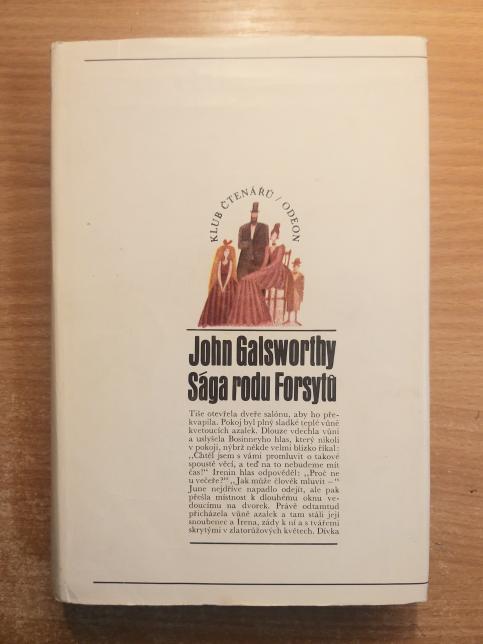 KLUB ČTENÁŘŮ / ODEON
John Galsworthy
Sága rodu Forsytů
Tiše otevřela dveře salónu, aby ho pře-
kvapila. Pokoj byl plný sladké teplé vůně
kvetoucích azalek. Dlouze vdechla vůni
a uslyšela Bosinneyho hlas, který nikoli
v pokoji, nýbrž někde velmi blízko říkal:
,,Chtěl jsem s vámi promluvit o takové
spoustě věcí, a teď na to nebudeme mít
čas!" Irenin hlas odpověděl: ,,Proč ne
u večeře?" ,,Jak může člověk mluvit – "
June nejdříve napadlo odejít, ale pak
přešla místnost k dlouhému oknu ve-
doucímu na dvorek. Právě odtamtud
přicházela vůně azalek a tam stáli její
snoubenec a Irena, zády k ní a s tvářemi
skrytými v zlatorůžových květech. Dívka